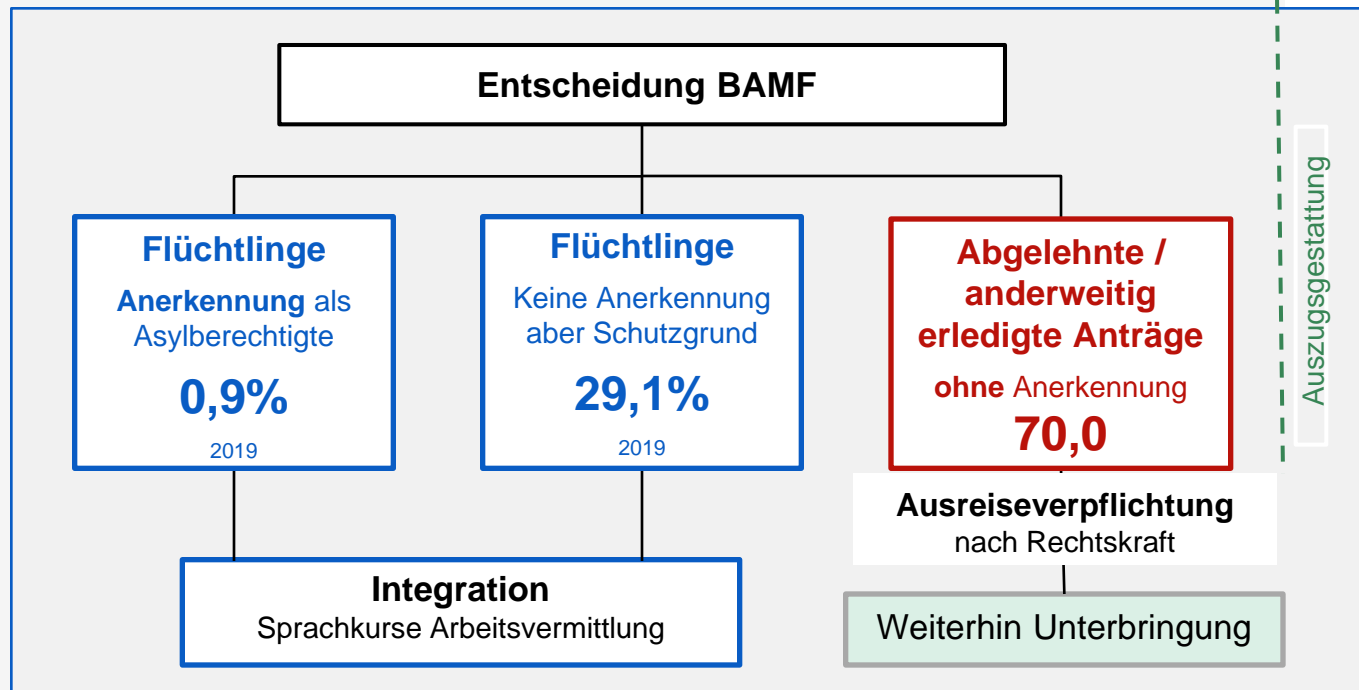 Entscheidung BAMF
Flüchtlinge
Anerkennung als
Asylberechtigte
0,9%
2019
Flüchtlinge
Keine Anerkennung
aber Schutzgrund
29,1%
2019
Abgelehnte /
anderweitig
erledigte Anträge
ohne Anerkennung
70,0
Ausreiseverpflichtung
nach Rechtskraft
Integration
Sprachkurse Arbeitsvermittlung
Weiterhin Unterbringung
Auszugsgestattung